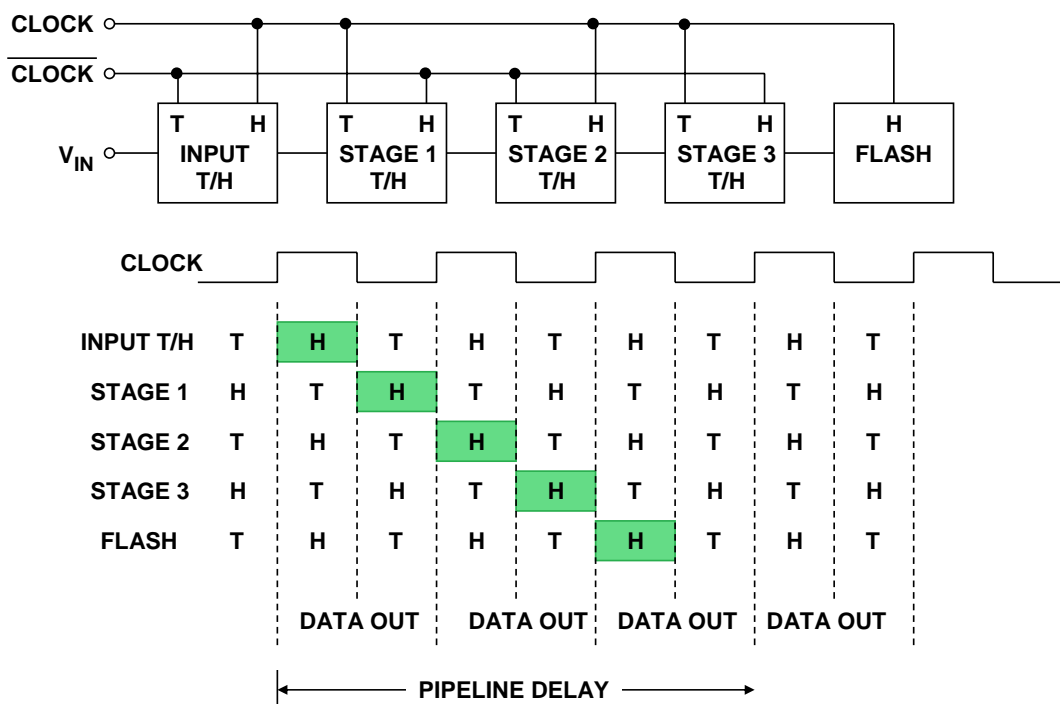 CLOCK
CLOCK
T H T H T H T H H
V_IN INPUT STAGE 1 STAGE 2 STAGE 3 FLASH
T/H T/H T/H T/H
CLOCK
INPUT T/H T H T H T H T H T
STAGE 1 H T H T H T H T H
STAGE 2 T H T H T H T H T
STAGE 3 H T H T H T H T H
FLASH T H T H T H T H T
DATA OUT DATA OUT DATA OUT DATA OUT
PIPELINE DELAY